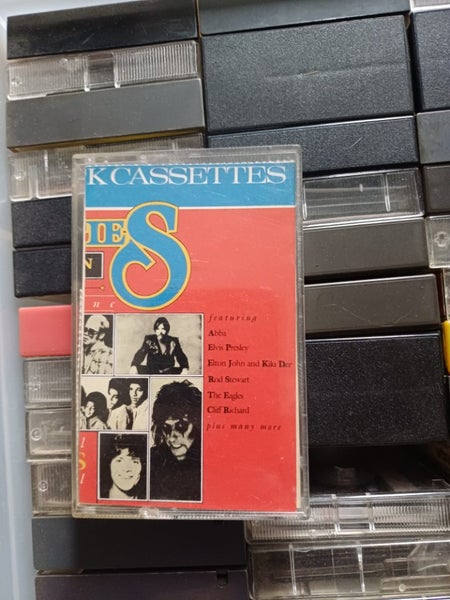 K CASSETTES
IES
N
n e
featuring
Abba
Elvis Presley
Elton John and Kiki Dee
Rod Stewart
The Eagles
Cliff Richard
plus many more
S